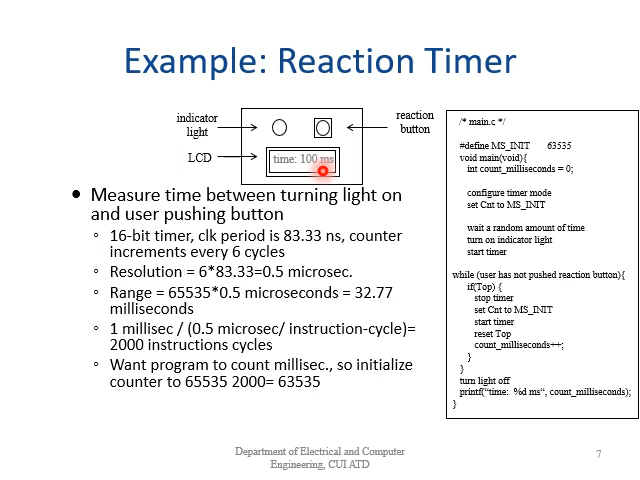 Example: Reaction Timer
indicator
light
reaction
button
LCD
time: 100 ms
• Measure time between turning light on
and user pushing button
◦ 16-bit timer, clk period is 83.33 ns, counter
increments every 6 cycles
◦ Resolution = 6*83.33=0.5 microsec.
◦ Range = 65535*0.5 microseconds = 32.77
milliseconds
◦ 1 millisec / (0.5 microsec/ instruction-cycle)=
2000 instructions cycles
◦ Want program to count millisec., so initialize
counter to 65535 2000= 63535
/* main.c */
#define MS_INIT 63535
void main(void){
int count_milliseconds = 0;
configure timer mode
set Cnt to MS_INIT
wait a random amount of time
turn on indicator light
start timer
while (user has not pushed reaction button){
if(Top) {
stop timer
set Cnt to MS_INIT
start timer
reset Top
count_milliseconds++;
}
}
turn light off
printf(“time: %d ms“, count_milliseconds);
}
Department of Electrical and Computer
Engineering, CUI ATD
7